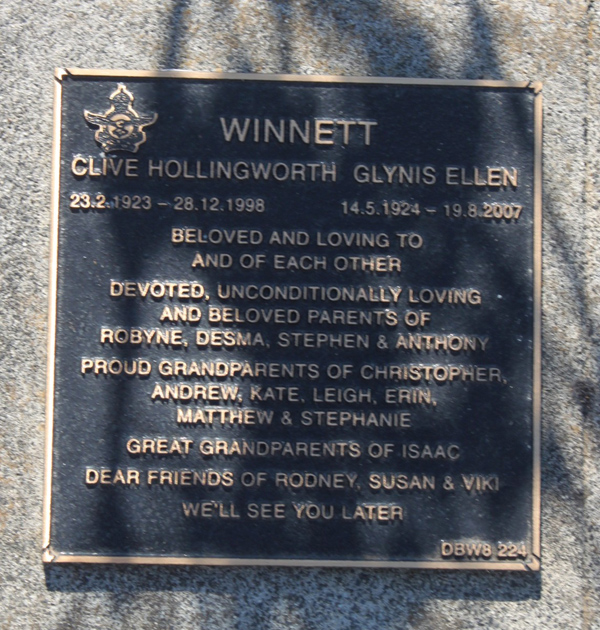 WINNETT
CLIVE HOLLINGWORTH GLYNIS ELLEN
23.2.1923 – 28.12.1998 14.5.1924 – 19.8.2007
BELOVED AND LOVING TO
AND OF EACH OTHER
DEVOTED, UNCONDITIONALLY LOVING
AND BELOVED PARENTS OF
ROBYNE, DESMA, STEPHEN & ANTHONY
PROUD GRANDPARENTS OF CHRISTOPHER,
ANDREW, KATE, LEIGH, ERIN,
MATTHEW & STEPHANIE
GREAT GRANDPARENTS OF ISAAC
DEAR FRIENDS OF RODNEY, SUSAN & VIKI
WE'LL SEE YOU LATER
DBW8 224